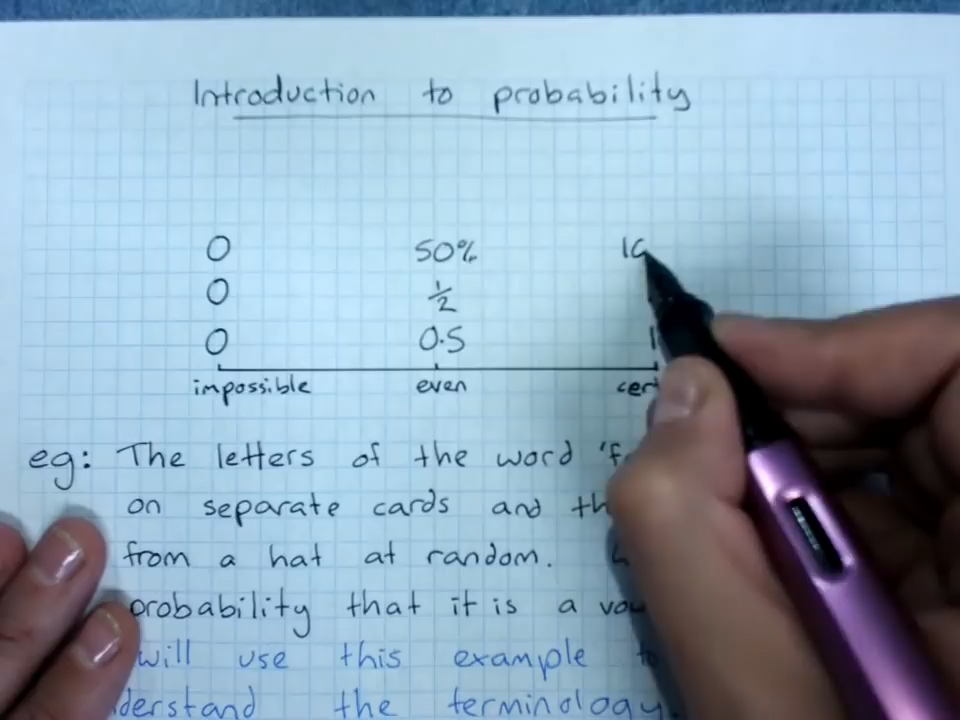 Introduction to probability
0 50%
0 1/2
0 0.5 1
impossible even
eg: The letters of the word
on separate cards and
from a hat at random.
probability that it is a
will use this example
the terminology.